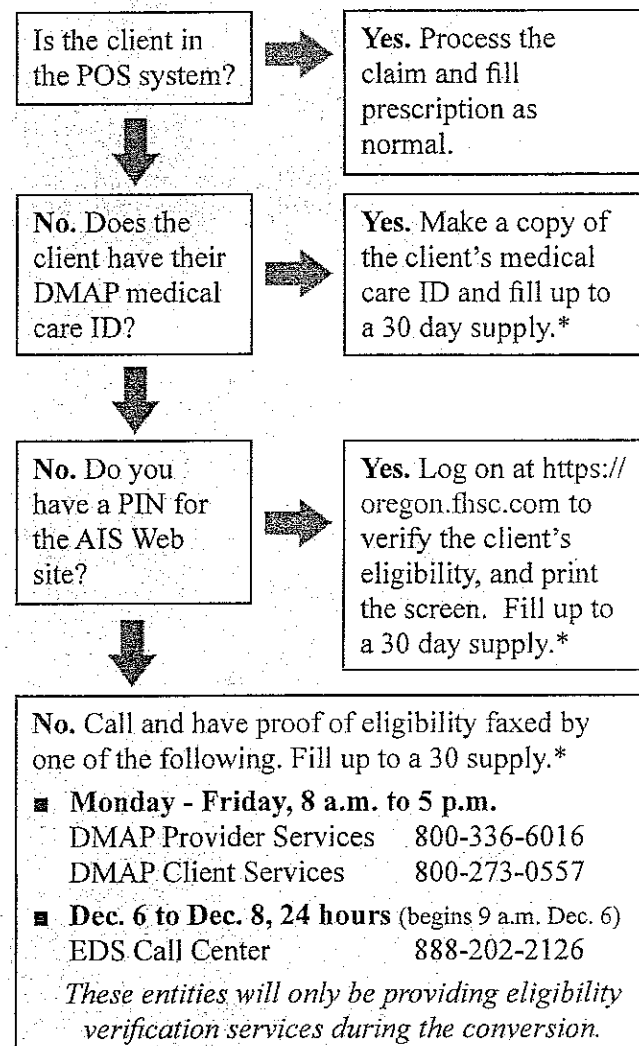 Is the client in
the POS system?
Yes. Process the
claim and fill
prescription as
normal.
No. Does the
client have their
DMAP medical
care ID?
Yes. Make a copy of
the client's medical
care ID and fill up to
a 30 day supply.*
No. Do you
have a PIN for
the AIS Web
site?
Yes. Log on at https://
oregon.fhsc.com to
verify the client's
eligibility, and print
the screen. Fill up to
a 30 day supply.*
No. Call and have proof of eligibility faxed by
one of the following. Fill up to a 30 supply.*
■ Monday - Friday, 8 a.m. to 5 p.m.
DMAP Provider Services 800-336-6016
DMAP Client Services 800-273-0557
■ Dec. 6 to Dec. 8, 24 hours (begins 9 a.m. Dec. 6)
EDS Call Center 888-202-2126
These entities will only be providing eligibility
verification services during the conversion.